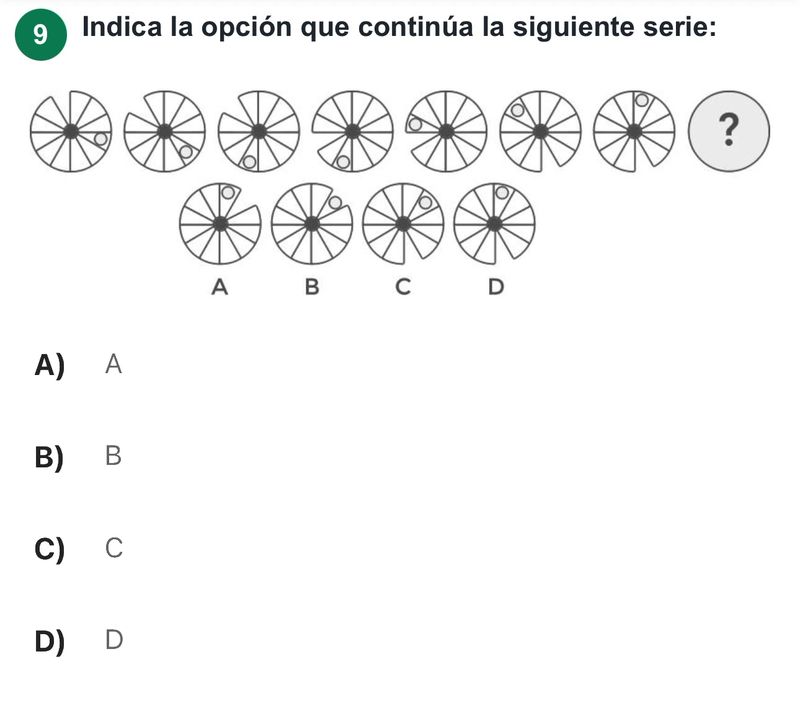 9 Indica la opción que continúa la siguiente serie:
?
A B C D
A) A
B) B
C) C
D) D